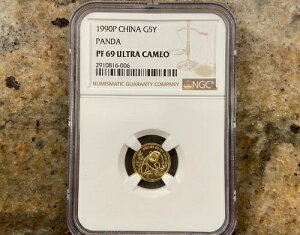 1990P CHINA G5Y
PANDA
PF 69 ULTRA CAMEO
2910816-006
NUMISMATIC GUARANTY COMPANY
NGC